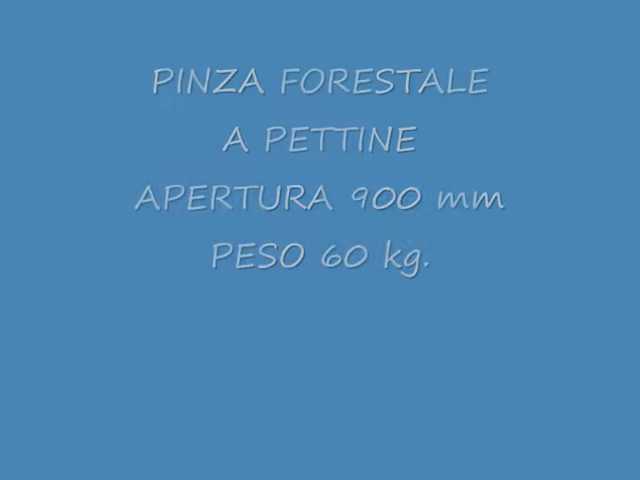 PINZA FORESTALE
A PETTINE
APERTURA 900 mm
PESO 60 kg.